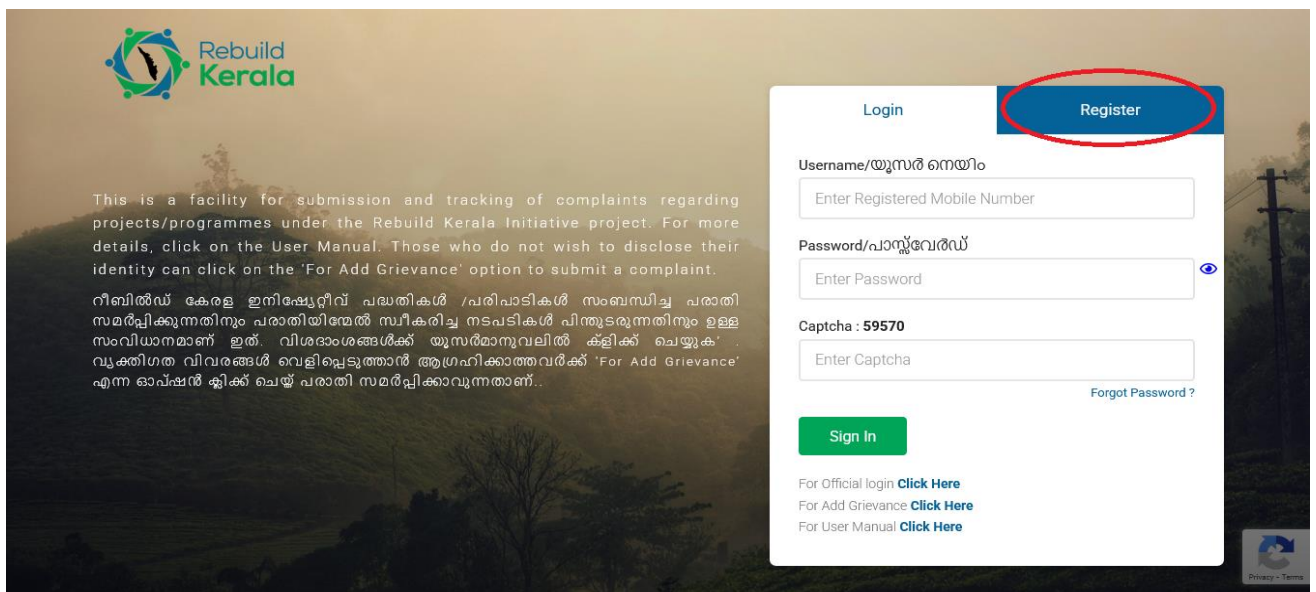 Rebuild
Kerala
This is a facility for submission and tracking of complaints regarding
projects/programmes under the Rebuild Kerala Initiative project. For more
details, click on the User Manual. Those who do not wish to disclose their
identity can click on the 'For Add Grievance' option to submit a complaint.
റീബിൽഡ് കേരള ഇനിഷ്യേറ്റീവ് പദ്ധതികൾ /പരിപാടികൾ സംബന്ധിച്ച പരാതി
സമർപ്പിക്കുന്നതിനും പരാതിയിന്മേൽ സ്വീകരിച്ച നടപടികൾ പിന്തുടരുന്നതിനും ഉള്ള
സംവിധാനമാണ് ഇത്. വിശദാംശങ്ങൾക്ക് യൂസർമാനുവലിൽ ക്ളിക്ക് ചെയ്യുക' .
വ്യക്തിഗത വിവരങ്ങൾ വെളിപ്പെടുത്താൻ ആഗ്രഹിക്കാത്തവർക്ക് 'For Add Grievance'
എന്ന ഓപ്ഷൻ ക്ലിക്ക് ചെയ്ത് പരാതി സമർപ്പിക്കാവുന്നതാണ്..
Login
Register
Username/യൂസർ നെയിം
Enter Registered Mobile Number
Password/പാസ്സ്‌വേർഡ്
Enter Password
Captcha : 59570
Enter Captcha
Forgot Password ?
Sign In
For Official login Click Here
For Add Grievance Click Here
For User Manual Click Here
Privacy - Terms